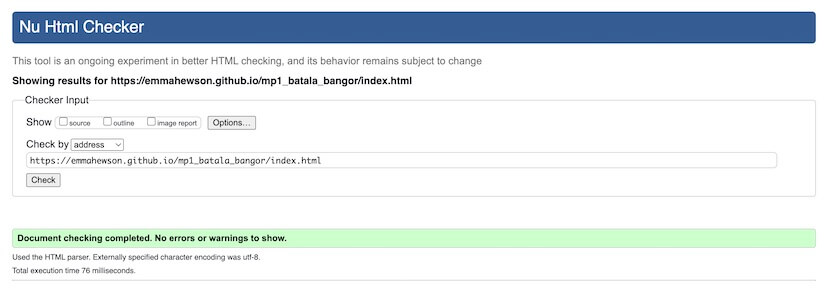 Nu Html Checker
This tool is an ongoing experiment in better HTML checking, and its behavior remains subject to change
Showing results for https://emmahewson.github.io/mp1_batala_bangor/index.html
Checker Input
Show source outline image report Options...
Check by address
https://emmahewson.github.io/mp1_batala_bangor/index.html
Check
Document checking completed. No errors or warnings to show.
Used the HTML parser. Externally specified character encoding was utf-8.
Total execution time 76 milliseconds.